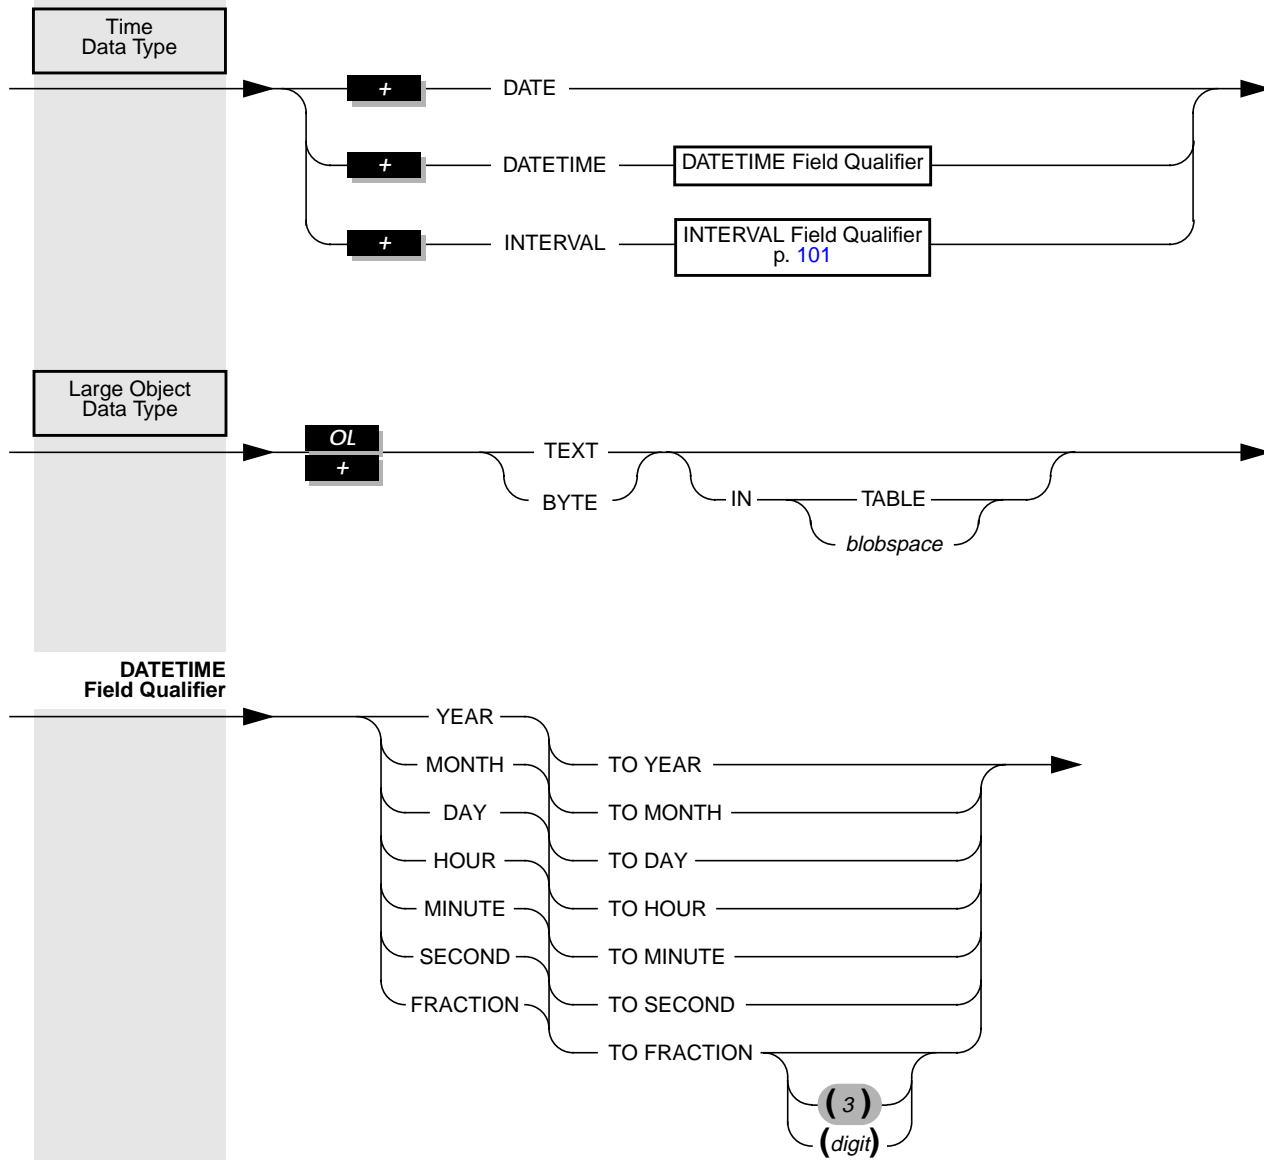 Time
Data Type
+ DATE
+ DATETIME DATETIME Field Qualifier
+ INTERVAL INTERVAL Field Qualifier
p. 101
Large Object
Data Type
OL
+
TEXT
BYTE
IN TABLE
blobspace
DATETIME
Field Qualifier
YEAR
MONTH TO YEAR
DAY TO MONTH
HOUR TO DAY
MINUTE TO HOUR
SECOND TO MINUTE
FRACTION TO SECOND
TO FRACTION
(3)
(digit)